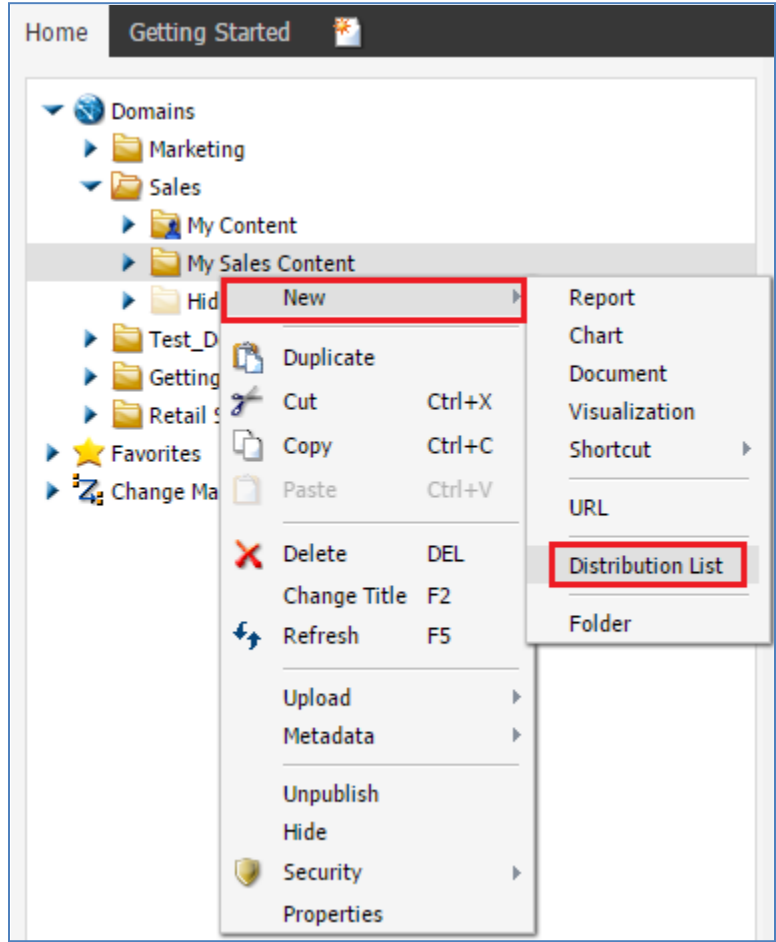 Home Getting Started
Domains
Marketing
Sales
My Content
My Sales Content
Hid
Test_D
Getting
Retail S
Favorites
Change Ma
New
Duplicate
Cut Ctrl+X
Copy Ctrl+C
Paste Ctrl+V
Delete DEL
Change Title F2
Refresh F5
Upload
Metadata
Unpublish
Hide
Security
Properties
Report
Chart
Document
Visualization
Shortcut
URL
Distribution List
Folder